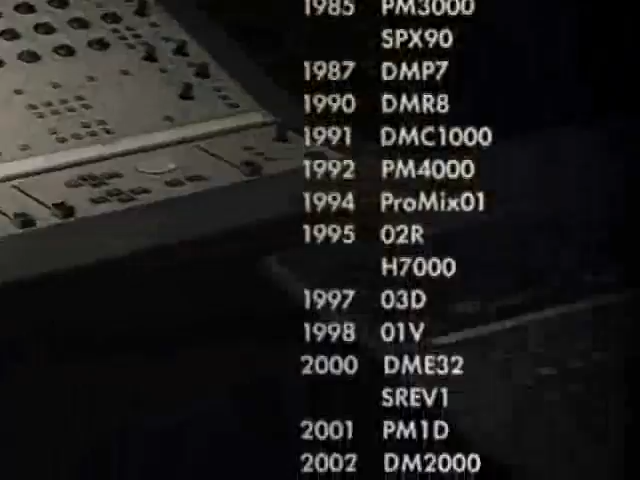 1985 PM3000
SPX90
1987 DMP7
1990 DMR8
1991 DMC1000
1992 PM4000
1994 ProMix01
1995 02R
H7000
1997 03D
1998 01V
2000 DME32
SREV1
2001 PM1D
2002 DM2000